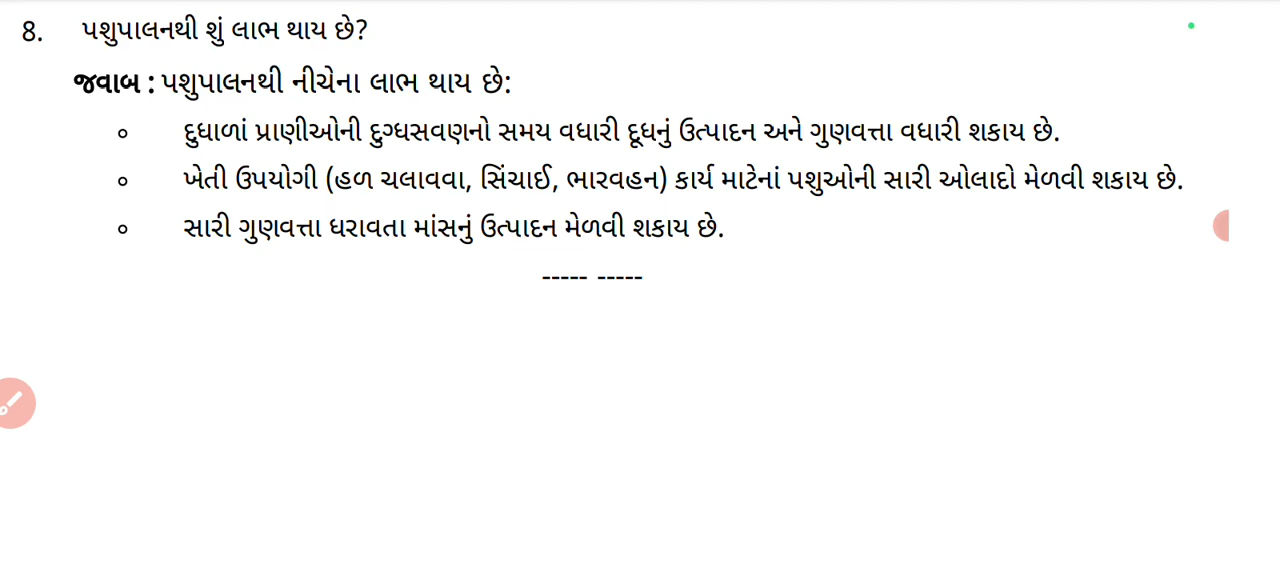 8. પશુપાલનથી શું લાભ થાય છે?
જવાબ : પશુપાલનથી નીચેના લાભ થાય છે:
○ દુધાળાં પ્રાણીઓની દુગ્ધસવણનો સમય વધારી દૂધનું ઉત્પાદન અને ગુણવત્તા વધારી શકાય છે.
○ ખેતી ઉપયોગી (હળ ચલાવવા, સિંચાઈ, ભારવહન) કાર્ય માટેનાં પશુઓની સારી ઓલાદો મેળવી શકાય છે.
○ સારી ગુણવત્તા ધરાવતા માંસનું ઉત્પાદન મેળવી શકાય છે.
----- -----